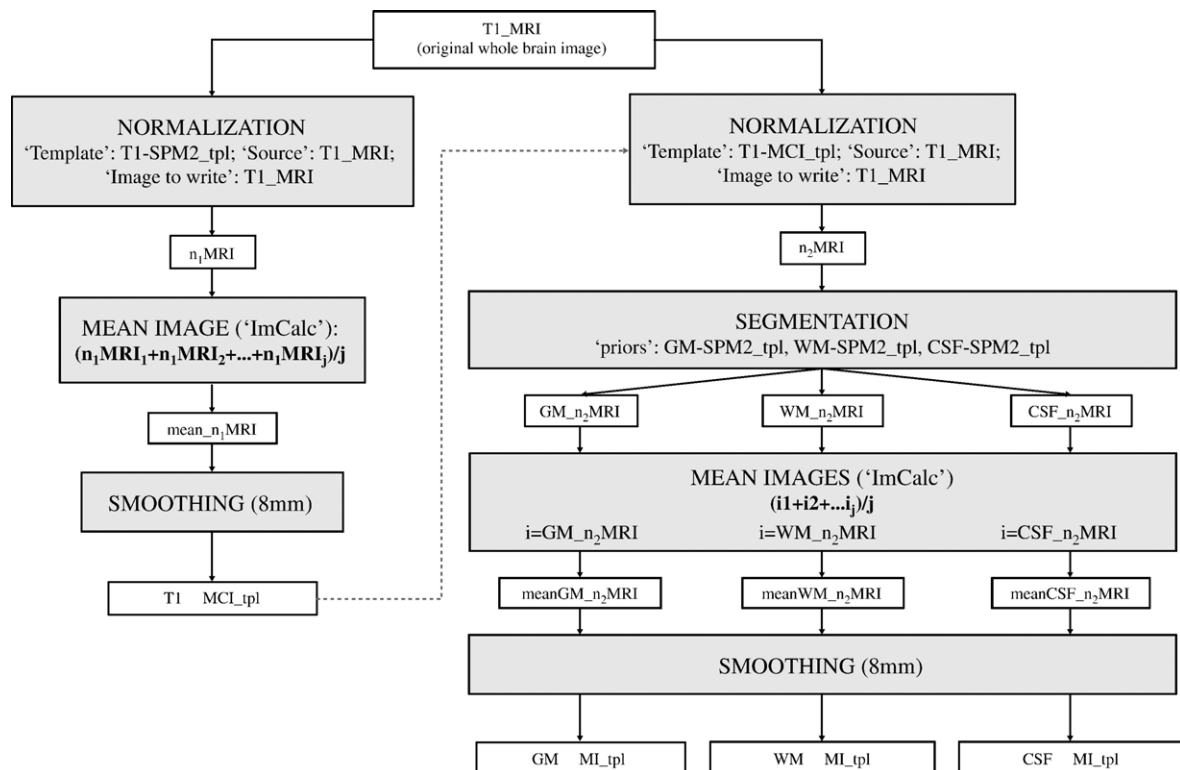 T1_MRI
(original whole brain image)
NORMALIZATION
‘Template’: T1-SPM2_tpl; ‘Source’: T1_MRI;
‘Image to write’: T1_MRI
n₁MRI
MEAN IMAGE (‘ImCalc’):
(n₁MRI₁+n₁MRI₂+...+n₁MRIⱼ)/j
mean_n₁MRI
SMOOTHING (8mm)
T1 MCI_tpl
NORMALIZATION
‘Template’: T1-MCI_tpl; ‘Source’: T1_MRI;
‘Image to write’: T1_MRI
n₂MRI
SEGMENTATION
‘priors’: GM-SPM2_tpl, WM-SPM2_tpl, CSF-SPM2_tpl
GM_n₂MRI WM_n₂MRI CSF_n₂MRI
MEAN IMAGES (‘ImCalc’)
(i1+i2+...iⱼ)/j
i=GM_n₂MRI i=WM_n₂MRI i=CSF_n₂MRI
meanGM_n₂MRI meanWM_n₂MRI meanCSF_n₂MRI
SMOOTHING (8mm)
GM MI_tpl WM MI_tpl CSF MI_tpl